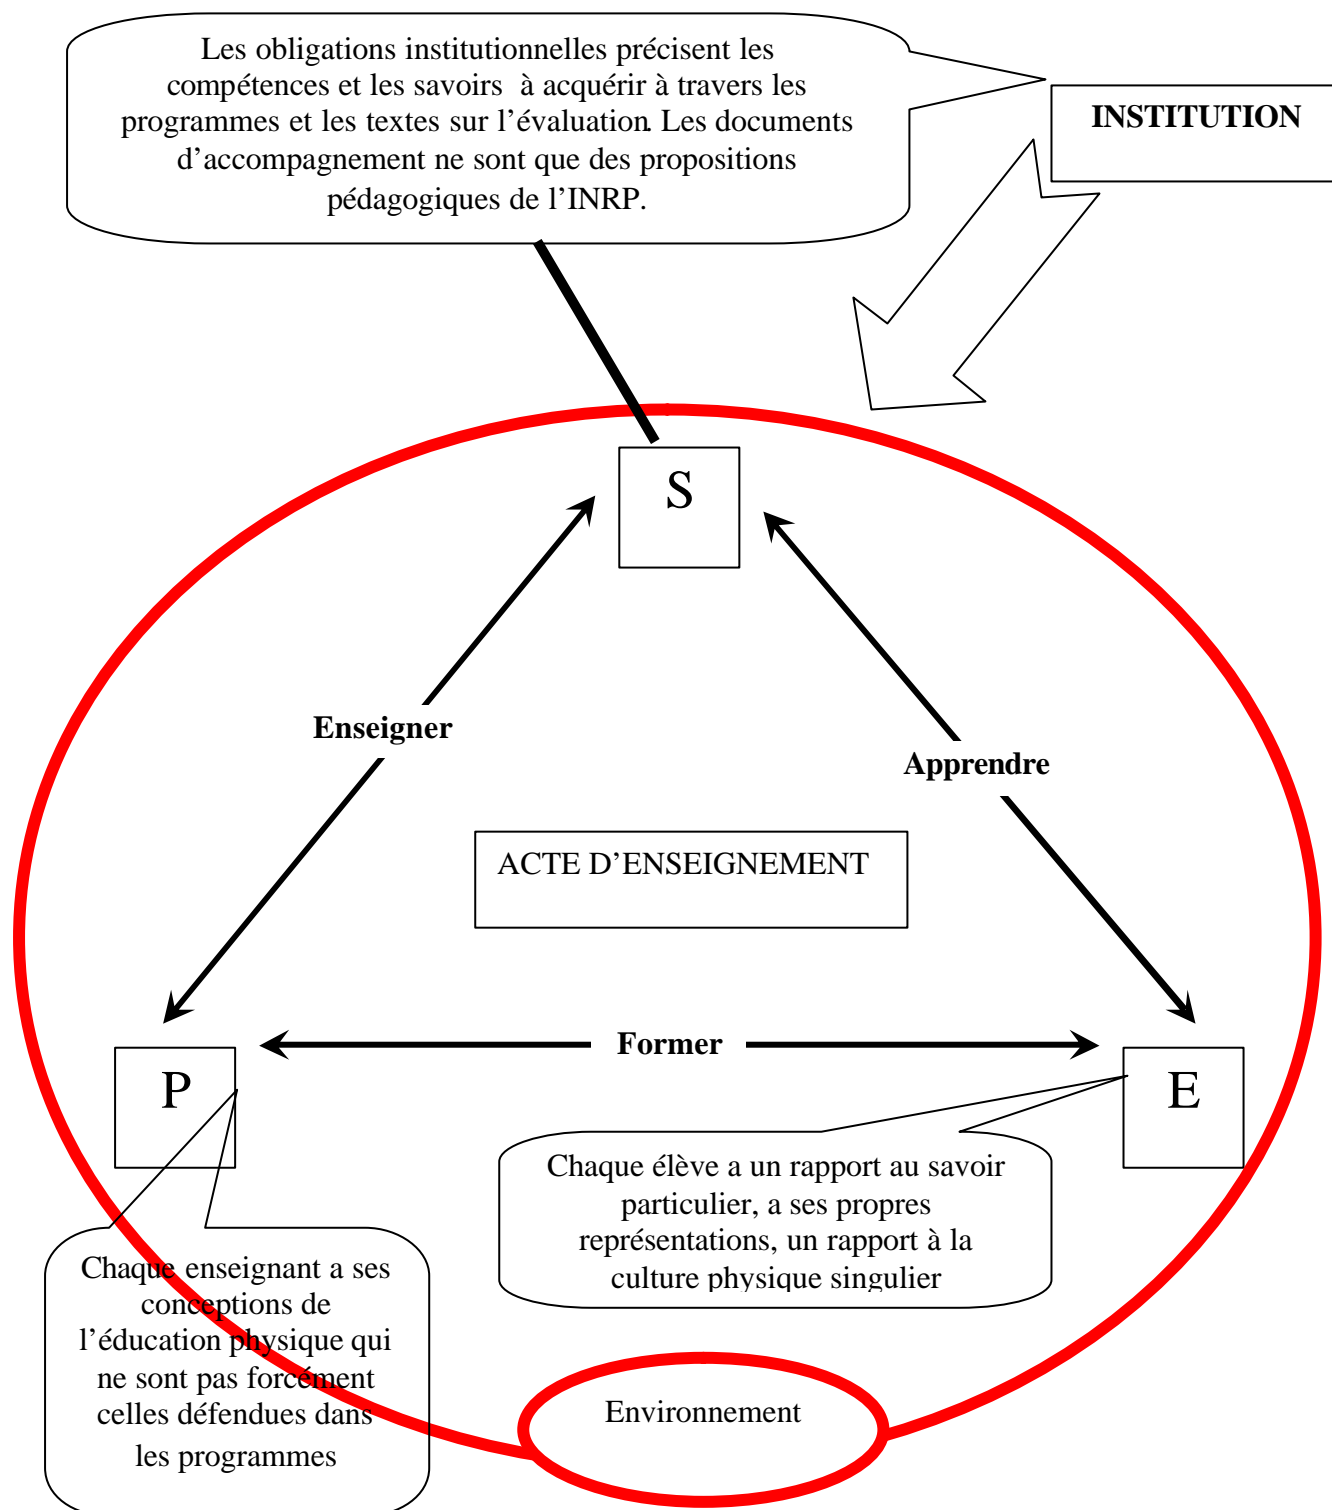 Les obligations institutionnelles précisent les
compétences et les savoirs à acquérir à travers les
programmes et les textes sur l’évaluation. Les documents
d’accompagnement ne sont que des propositions
pédagogiques de l’INRP.
INSTITUTION
S
Enseigner
Apprendre
ACTE D’ENSEIGNEMENT
Former
P
E
Chaque élève a un rapport au savoir
particulier, a ses propres
représentations, un rapport à la
culture physique singulier
Chaque enseignant a ses
conceptions de
l’éducation physique qui
ne sont pas forcément
celles défendues dans
les programmes
Environnement